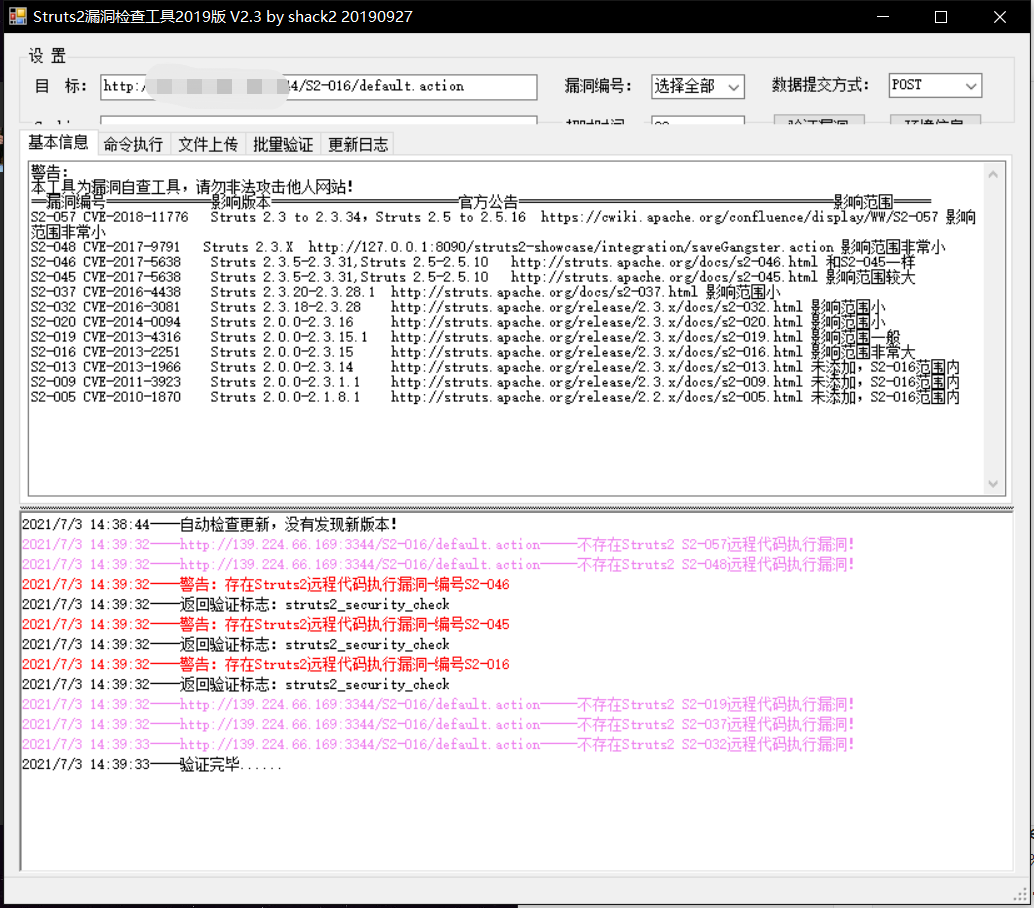 Struts2漏洞检查工具2019版 V2.3 by shack2 20190927
设 置
目 标: http:/ 4/S2-016/default.action 漏洞编号: 选择全部 数据提交方式: POST
基本信息 命令执行 文件上传 批量验证 更新日志
警告:
本工具为漏洞自查工具，请勿非法攻击他人网站!
==漏洞编号==============影响版本=========================官方公告==========================================影响范围=====
S2-057 CVE-2018-11776 Struts 2.3 to 2.3.34，Struts 2.5 to 2.5.16 https://cwiki.apache.org/confluence/display/WW/S2-057 影响
范围非常小
S2-048 CVE-2017-9791 Struts 2.3.X http://127.0.0.1:8090/struts2-showcase/integration/saveGangster.action 影响范围非常小
S2-046 CVE-2017-5638 Struts 2.3.5-2.3.31,Struts 2.5-2.5.10 http://struts.apache.org/docs/s2-046.html 和S2-045一样
S2-045 CVE-2017-5638 Struts 2.3.5-2.3.31,Struts 2.5-2.5.10 http://struts.apache.org/docs/s2-045.html 影响范围较大
S2-037 CVE-2016-4438 Struts 2.3.20-2.3.28.1 http://struts.apache.org/docs/s2-037.html 影响范围小
S2-032 CVE-2016-3081 Struts 2.3.18-2.3.28 http://struts.apache.org/release/2.3.x/docs/s2-032.html 影响范围小
S2-020 CVE-2014-0094 Struts 2.0.0-2.3.16 http://struts.apache.org/release/2.3.x/docs/s2-020.html 影响范围小
S2-019 CVE-2013-4316 Struts 2.0.0-2.3.15.1 http://struts.apache.org/release/2.3.x/docs/s2-019.html 影响范围一般
S2-016 CVE-2013-2251 Struts 2.0.0-2.3.15 http://struts.apache.org/release/2.3.x/docs/s2-016.html 影响范围非常大
S2-013 CVE-2013-1966 Struts 2.0.0-2.3.14 http://struts.apache.org/release/2.3.x/docs/s2-013.html 未添加，S2-016范围内
S2-009 CVE-2011-3923 Struts 2.0.0-2.3.1.1 http://struts.apache.org/release/2.3.x/docs/s2-009.html 未添加，S2-016范围内
S2-005 CVE-2010-1870 Struts 2.0.0-2.1.8.1 http://struts.apache.org/release/2.2.x/docs/s2-005.html 未添加，S2-016范围内
2021/7/3 14:38:44----自动检查更新，没有发现新版本!
2021/7/3 14:39:32----http://139.224.66.169:3344/S2-016/default.action-----不存在Struts2 S2-057远程代码执行漏洞!
2021/7/3 14:39:32----http://139.224.66.169:3344/S2-016/default.action-----不存在Struts2 S2-048远程代码执行漏洞!
2021/7/3 14:39:32----警告: 存在Struts2远程代码执行漏洞-编号S2-046
2021/7/3 14:39:32----返回验证标志: struts2_security_check
2021/7/3 14:39:32----警告: 存在Struts2远程代码执行漏洞-编号S2-045
2021/7/3 14:39:32----返回验证标志: struts2_security_check
2021/7/3 14:39:32----警告: 存在Struts2远程代码执行漏洞-编号S2-016
2021/7/3 14:39:32----返回验证标志: struts2_security_check
2021/7/3 14:39:32----http://139.224.66.169:3344/S2-016/default.action-----不存在Struts2 S2-019远程代码执行漏洞!
2021/7/3 14:39:32----http://139.224.66.169:3344/S2-016/default.action-----不存在Struts2 S2-037远程代码执行漏洞!
2021/7/3 14:39:33----http://139.224.66.169:3344/S2-016/default.action-----不存在Struts2 S2-032远程代码执行漏洞!
2021/7/3 14:39:33----验证完毕......